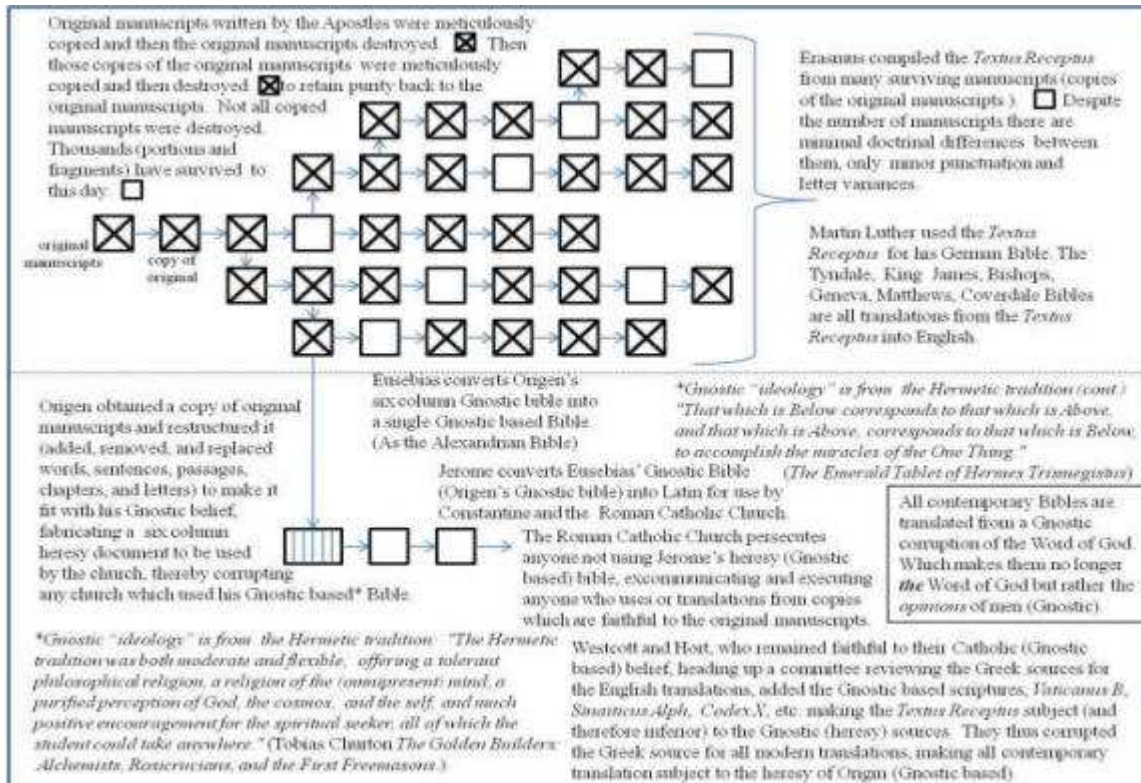 Original manuscripts written by the Apostles were meticulously
copied and then the original manuscripts destroyed. Then
those copies of the original manuscripts were meticulously
copied and then destroyed to retain purity back to the
original manuscripts. Not all copied
manuscripts were destroyed.
Thousands (portions and
fragments) have survived to
this day.
original
manuscripts
copy of
original
Erasmus compiled the Textus Receptus
from many surviving manuscripts (copies
of the original manuscripts ). Despite
the number of manuscripts there are
minimal doctrinal differences between
them, only minor punctuation and
letter variances.
Martin Luther used the Textus
Receptus for his German Bible. The
Tyndale, King James, Bishops,
Geneva, Matthews, Coverdale Bibles
are all translations from the Textus
Receptus into English.
Origen obtained a copy of original
manuscripts and restructured it
(added, removed, and replaced
words, sentences, passages,
chapters, and letters) to make it
fit with his Gnostic belief,
fabricating a six column
heresy document to be used
by the church, thereby corrupting
any church which used his Gnostic based* Bible.
Eusebias converts Origen's
six column Gnostic bible into
a single Gnostic based Bible
(As the Alexandrian Bible)
Jerome converts Eusebias' Gnostic Bible
(Origen's Gnostic bible) into Latin for use by
Constantine and the Roman Catholic Church
The Roman Catholic Church persecutes
anyone not using Jerome's heresy (Gnostic
based) bible, excommunicating and executing
anyone who uses or translations from copies
which are faithful to the original manuscripts.
*Gnostic "ideology" is from the Hermetic tradition (cont.)
"That which is Below corresponds to that which is Above,
and that which is Above, corresponds to that which is Below,
to accomplish the miracles of the One Thing."
(The Emerald Tablet of Hermes Trismegistus)
All contemporary Bibles are
translated from a Gnostic
corruption of the Word of God.
Which makes them no longer
the Word of God but rather the
opinions of men (Gnostic).
*Gnostic "ideology" is from the Hermetic tradition "The Hermetic
tradition was both moderate and flexible, offering a tolerant
philosophical religion, a religion of the (omnipresent) mind, a
purified perception of God, the cosmos, and the self, and much
positive encouragement for the spiritual seeker, all of which the
student could take anywhere." (Tobias Churton The Golden Builders:
Alchemists, Rosicrucians, and the First Freemasons.)
Westcott and Hort, who remained faithful to their Catholic (Gnostic
based) belief, heading up a committee reviewing the Greek sources for
the English translations, added the Gnostic based scriptures, Vaticanus B,
Sinaiticus Alph, Codex X, etc. making the Textus Receptus subject (and
therefore inferior) to the Gnostic (heresy) sources. They thus corrupted
the Greek source for all modern translations, making all contemporary
translation subject to the heresy of Origin (Gnostic based)